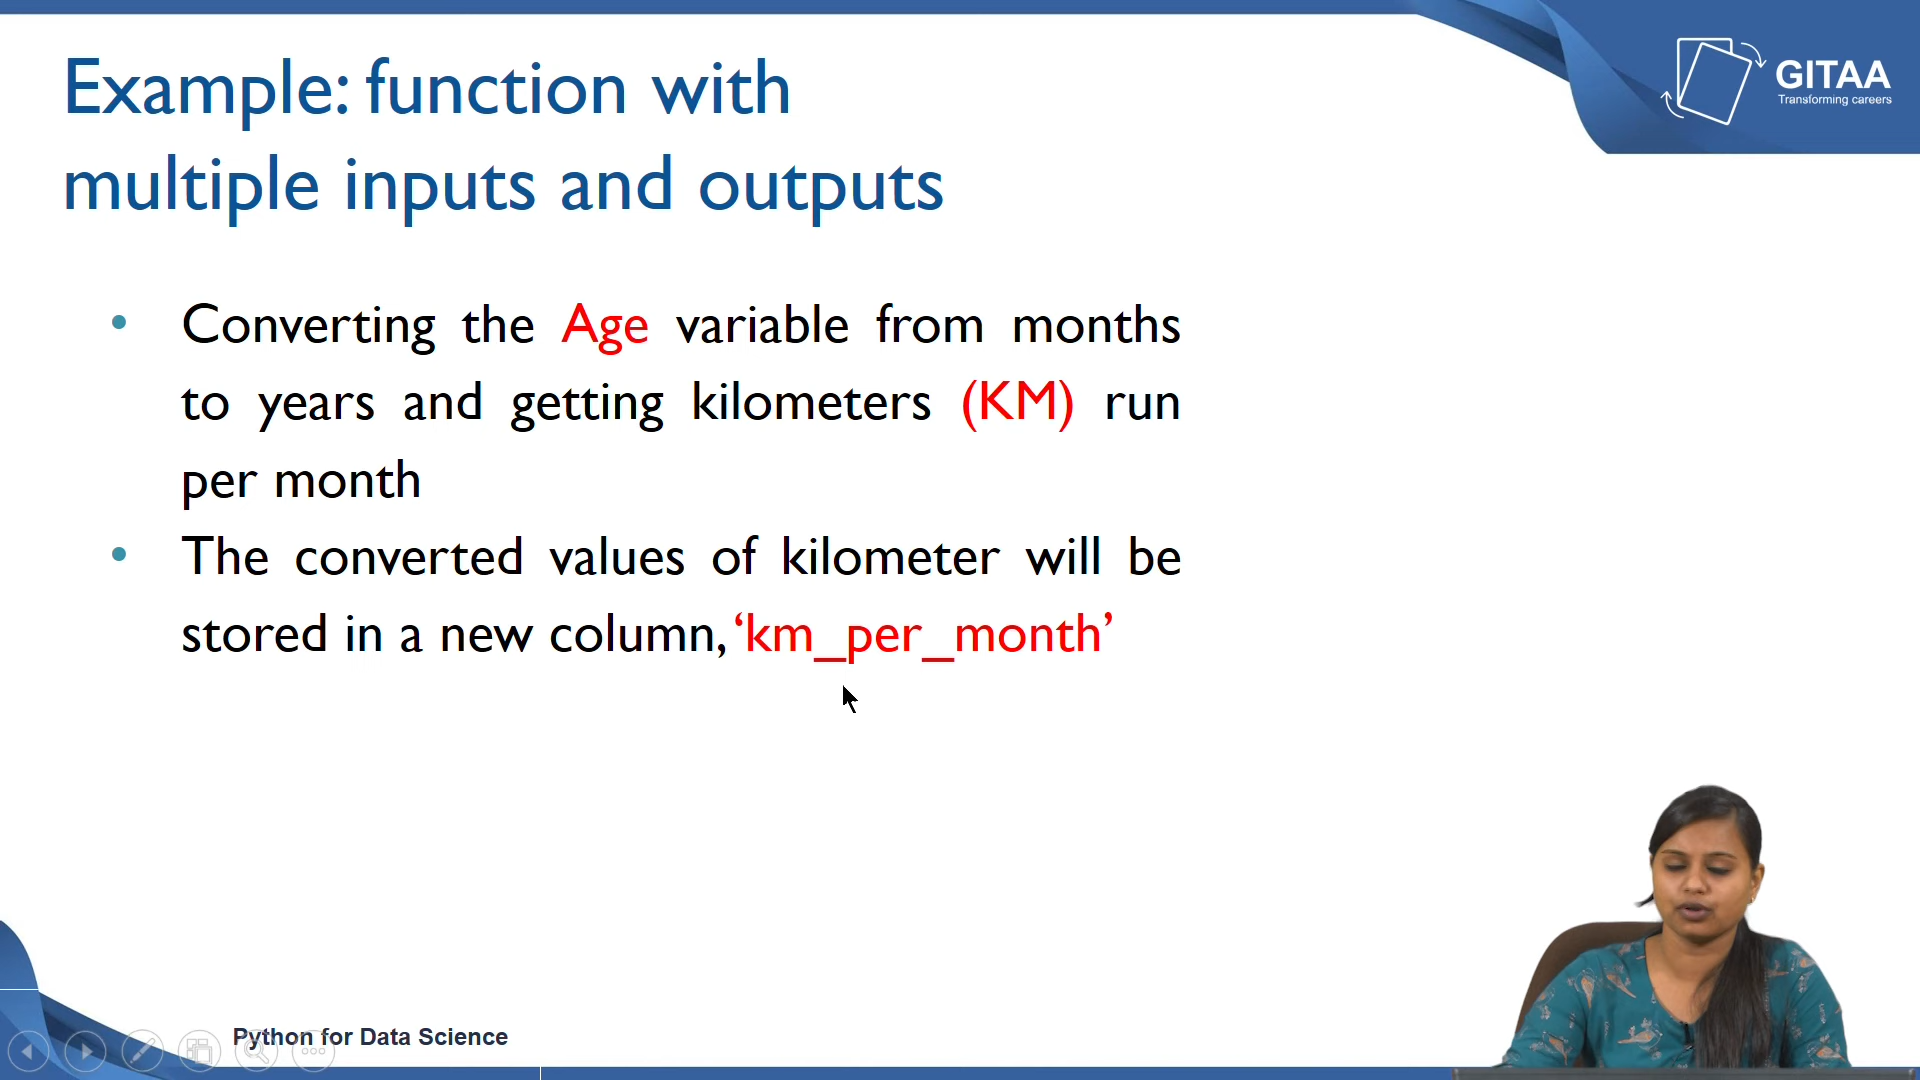 GITAA
Transforming careers
Example: function with
multiple inputs and outputs
• Converting the Age variable from months
to years and getting kilometers (KM) run
per month
• The converted values of kilometer will be
stored in a new column, ‘km_per_month’
Python for Data Science